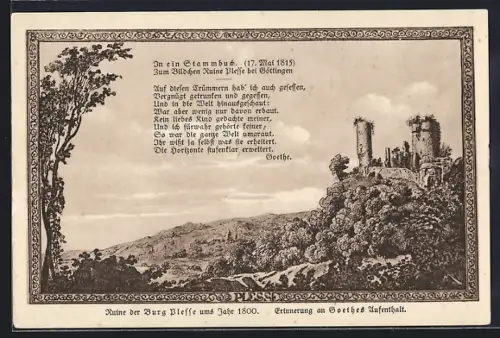 In ein Stammbuch. (17. Mai 1815)
Zum Bildchen Ruine Plesse bei Göttingen
Auf diesen Trümmern hab' ich auch gesessen,
Vergnügt getrunken und gegessen,
Und in die Welt hinausgeschaut:
War aber wenig nur davon erbaut.
Kein liebes Kind gedachte meiner,
Und ich fürwahr gehörte keiner;
So war die ganze Welt umgraut.
Ihr wißt ja selbst was sie erheitert,
Die Horizonte stufenklar erweitert.
Goethe.
PLESSE
Ruine der Burg Plesse ums Jahr 1800. Erinnerung an Goethes Aufenthalt.